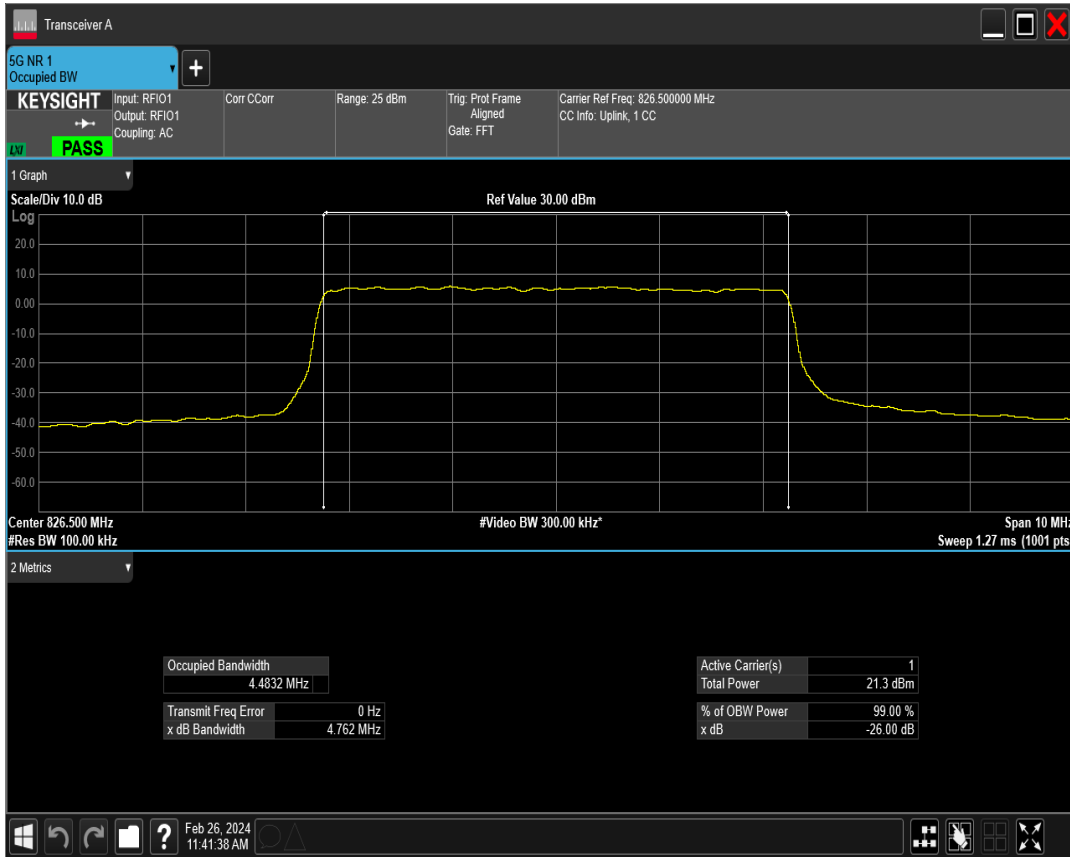 Transceiver A
5G NR 1
Occupied BW
KEYSIGHT
LXI
PASS
Input: RFIO1
Output: RFIO1
Coupling: AC
Corr CCorr
Range: 25 dBm
Trig: Prot Frame
Aligned
Gate: FFT
Carrier Ref Freq: 826.500000 MHz
CC Info: Uplink, 1 CC
1 Graph
Scale/Div 10.0 dB
Ref Value 30.00 dBm
Log
20.0
10.0
0.00
-10.0
-20.0
-30.0
-40.0
-50.0
-60.0
Center 826.500 MHz
#Video BW 300.00 kHz*
Span 10 MHz
#Res BW 100.00 kHz
Sweep 1.27 ms (1001 pts
2 Metrics
Occupied Bandwidth
4.4832 MHz
Transmit Freq Error 0 Hz
x dB Bandwidth 4.762 MHz
Active Carrier(s) 1
Total Power 21.3 dBm
% of OBW Power 99.00 %
x dB -26.00 dB
Feb 26, 2024
11:41:38 AM